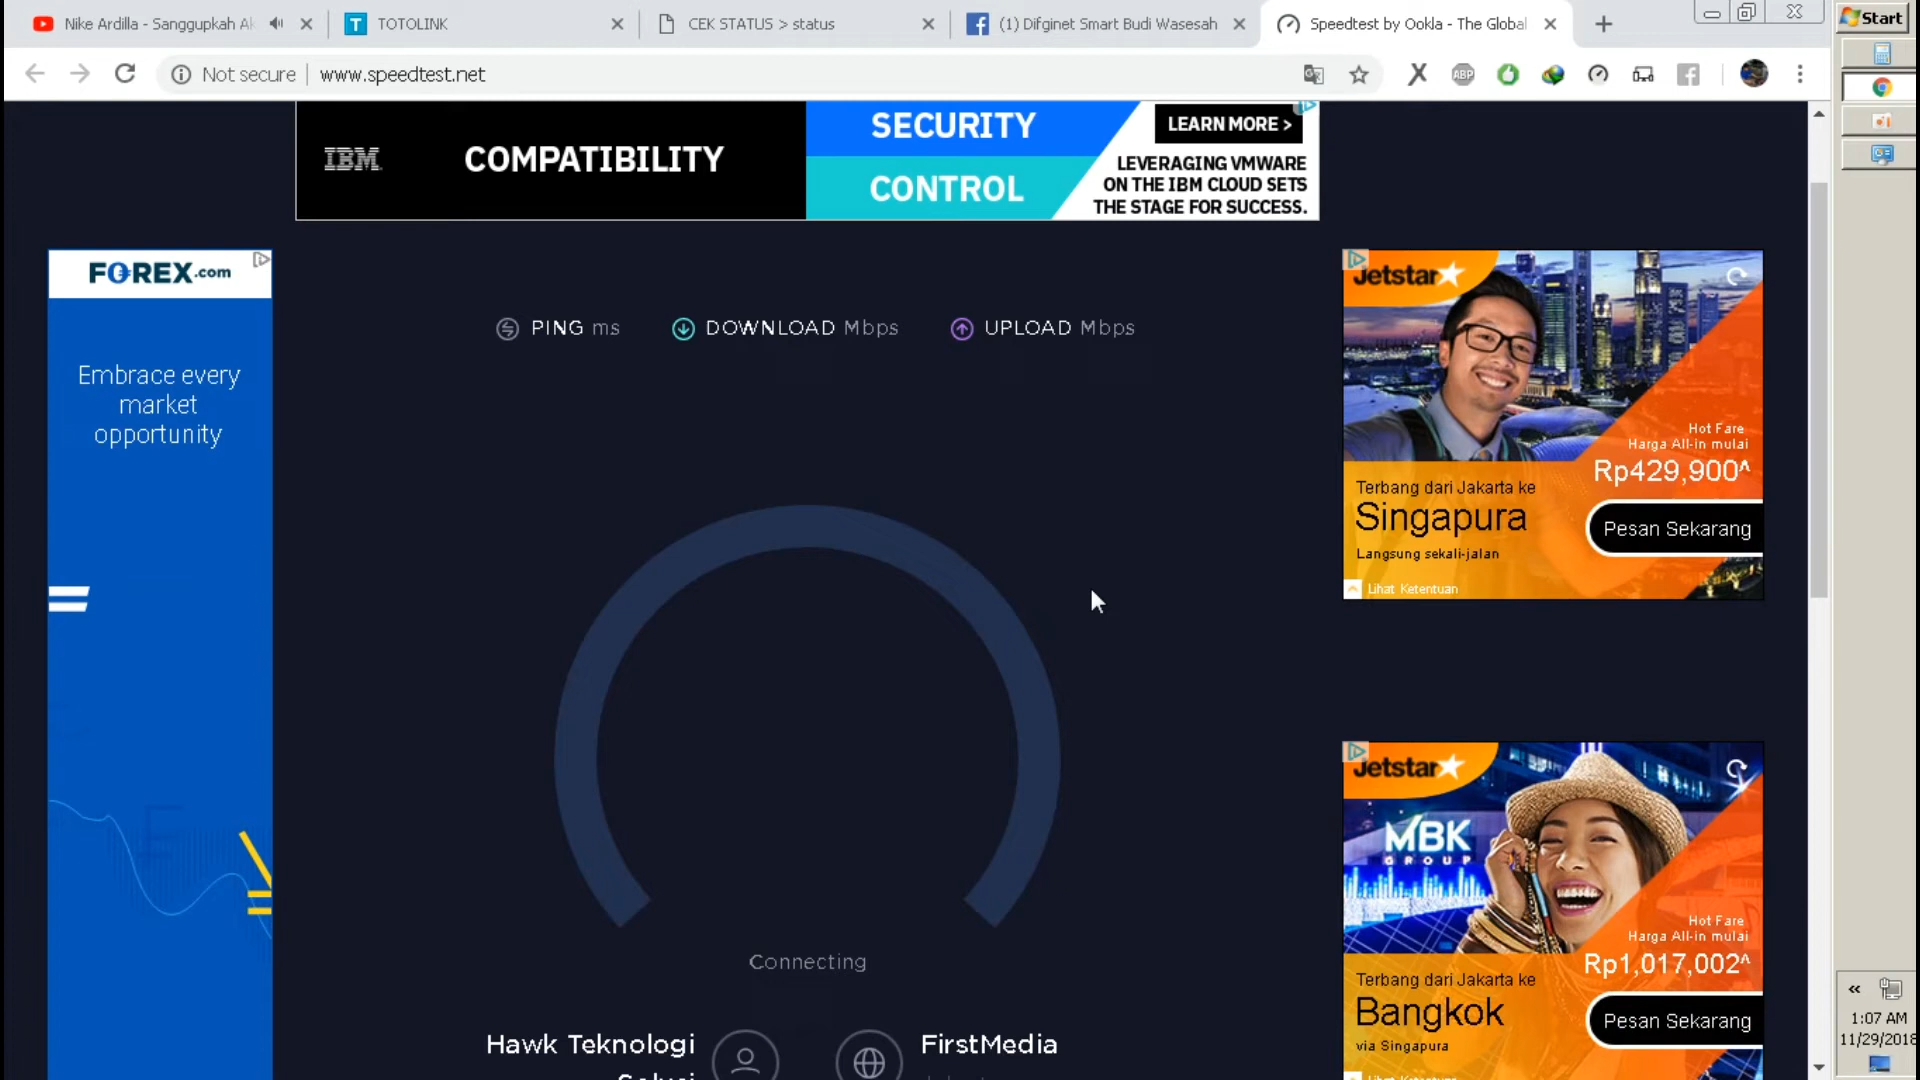 Nike Ardilla - Sanggupkah Ak
TOTOLINK
CEK STATUS > status
(1) Difginet Smart Budi Wasesah
Speedtest by Ookla - The Global
Start
Not secure
www.speedtest.net
ABP
IBM
COMPATIBILITY
SECURITY
CONTROL
LEARN MORE >
LEVERAGING VMWARE
ON THE IBM CLOUD SETS
THE STAGE FOR SUCCESS.
FOREX.com
Embrace every
market
opportunity
PING ms
DOWNLOAD Mbps
UPLOAD Mbps
Connecting
Hawk Teknologi
Solusi
FirstMedia
Jetstar
Hot Fare
Harga All-in mulai
Rp429,900^
Terbang dari Jakarta ke
Singapura
Langsung sekali-jalan
Pesan Sekarang
Lihat Ketentuan
Jetstar
MBK
GROUP
Hot Fare
Harga All-in mulai
Rp1,017,002^
Terbang dari Jakarta ke
Bangkok
via Singapura
Pesan Sekarang
Lihat Ketentuan
1:07 AM
11/29/2018